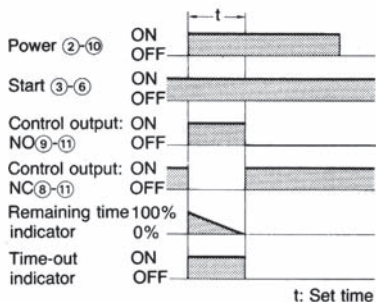 t
Power ②-⑩ ON
OFF
Start ③-⑥ ON
OFF
Control output: ON
NO⑨-⑪ OFF
Control output: ON
NC⑧-⑪ OFF
Remaining time 100%
indicator 0%
Time-out ON
indicator OFF
t: Set time